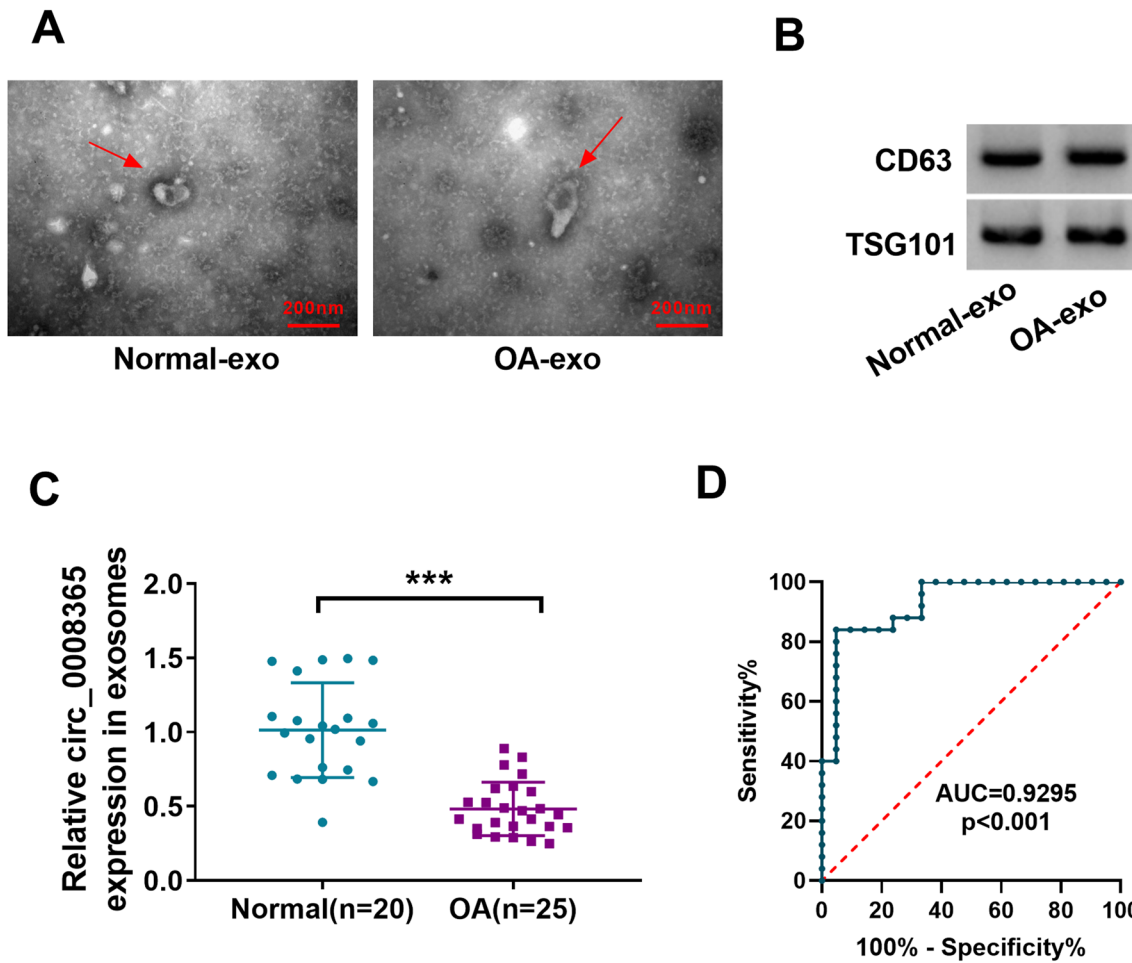 A
200nm
Normal-exo
200nm
OA-exo
B
CD63
TSG101
Normal-exo
OA-exo
C
Relative circ_0008365
expression in exosomes
2.0
1.5
1.0
0.5
0.0
***
Normal(n=20)
OA(n=25)
D
Sensitivity%
100
80
60
40
20
0
AUC=0.9295
p<0.001
0
20
40
60
80
100
100% - Specificity%